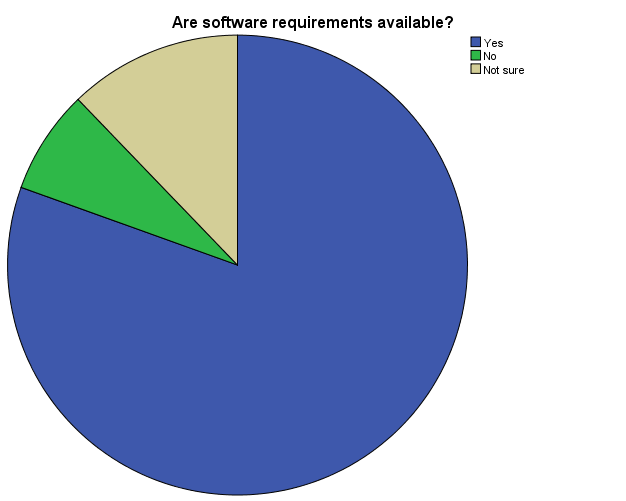 Are software requirements available?
Yes
No
Not sure